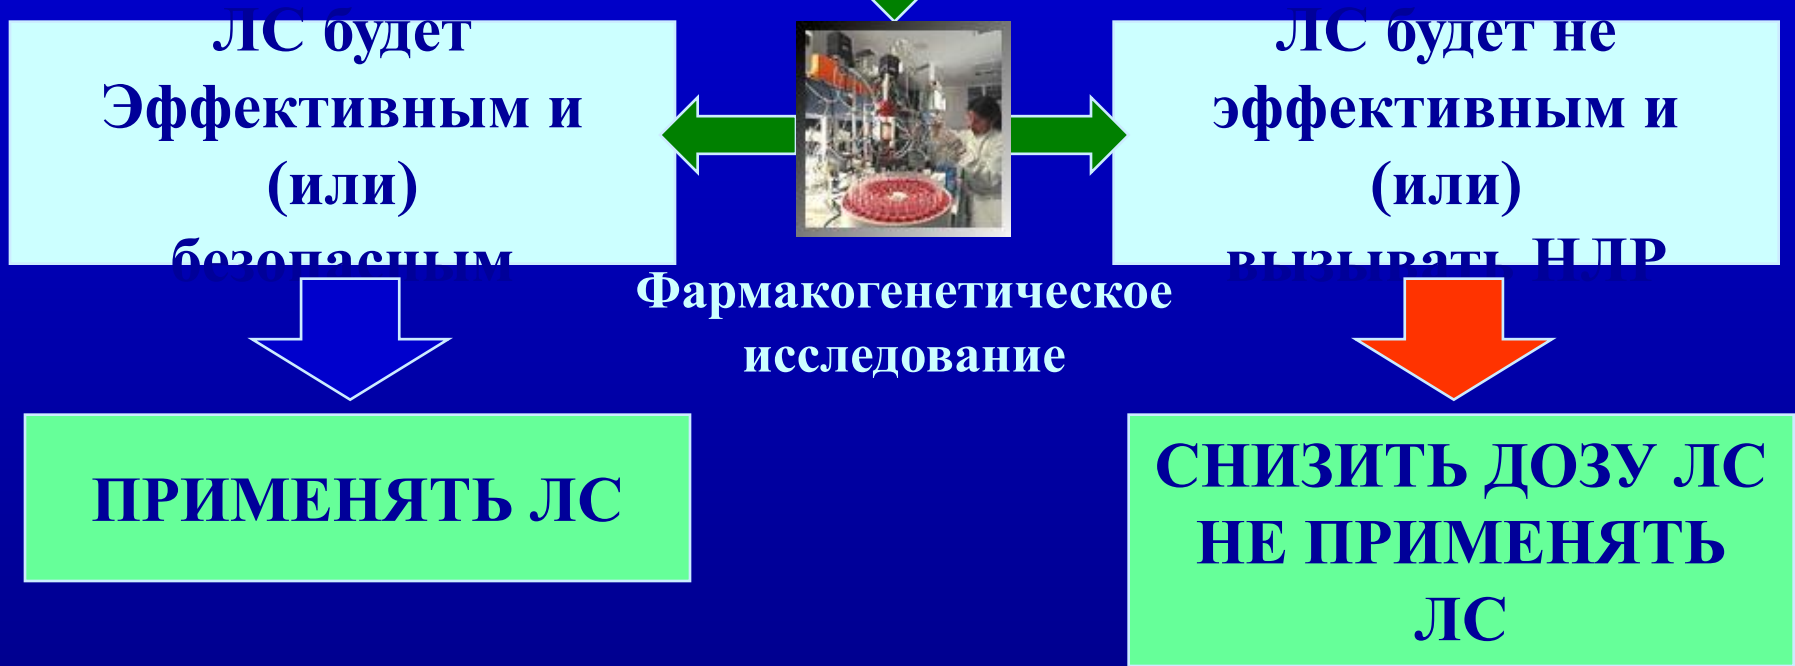 ЛС будет
Эффективным и
(или)
безопасным
ЛС будет не
эффективным и
(или)
вызывать НЛР
Фармакогенетическое
исследование
ПРИМЕНЯТЬ ЛС
СНИЗИТЬ ДОЗУ ЛС
НЕ ПРИМЕНЯТЬ
ЛС